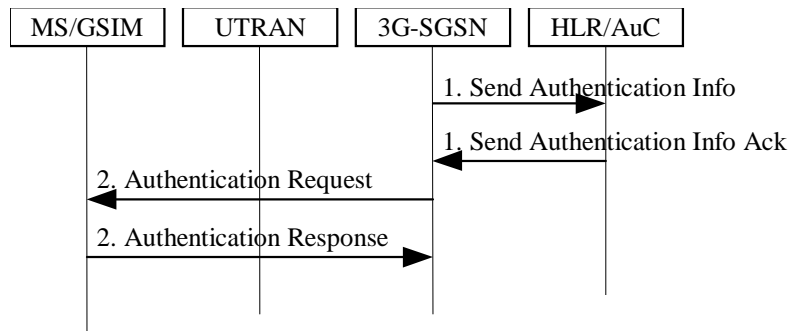 MS/GSIM
UTRAN
3G-SGSN
HLR/AuC
1. Send Authentication Info
1. Send Authentication Info Ack
2. Authentication Request
2. Authentication Response